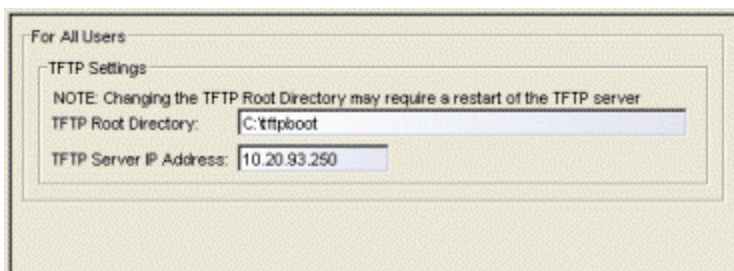 For All Users
TFTP Settings
NOTE: Changing the TFTP Root Directory may require a restart of the TFTP server
TFTP Root Directory: C:\tftpboot
TFTP Server IP Address: 10.20.93.250